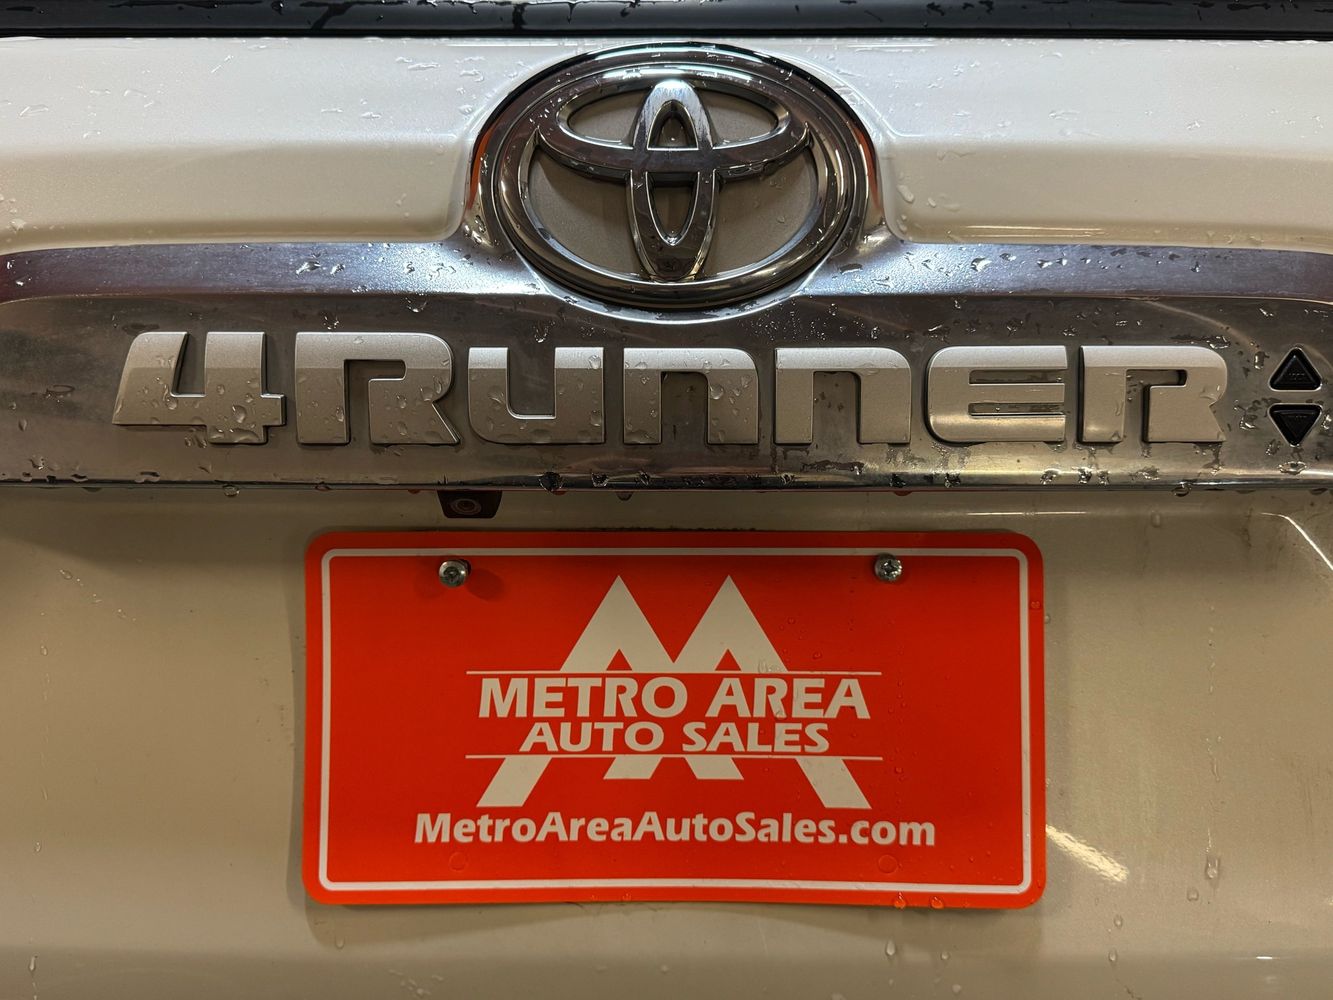 4RUNNER
METRO AREA
AUTO SALES
MetroAreaAutoSales.com